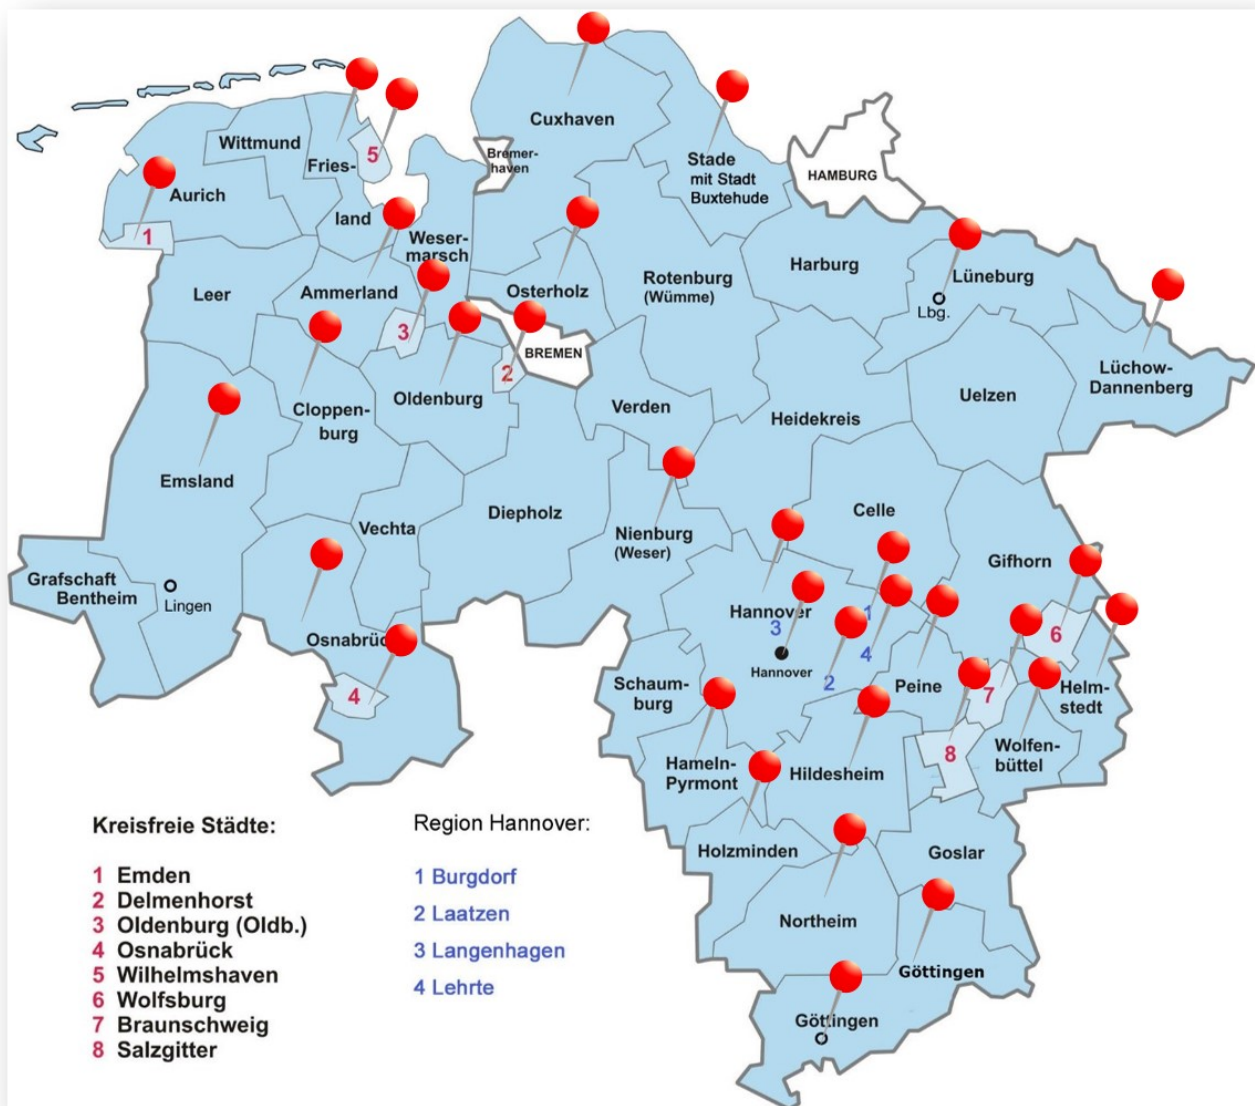 Cuxhaven
Bremer-
haven
Stade
mit Stadt
Buxtehude
HAMBURG
Wittmund
Fries-
land
5
Aurich
1
Weser-
marsch
Leer
Ammerland
3
Osterholz
Rotenburg
(Wümme)
Harburg
Lüneburg
Lbg.
BREMEN
2
Oldenburg
Cloppen-
burg
Verden
Heidekreis
Uelzen
Lüchow-
Dannenberg
Emsland
Vechta
Diepholz
Nienburg
(Weser)
Celle
Gifhorn
Grafschaft
Bentheim
Lingen
Osnabrüc
4
Hannover
3
1
4
2
Hannover
6
Schaum-
burg
Peine
7
Helm-
stedt
Hameln-
Pyrmont
Hildesheim
8
Wolfen-
büttel
Holzminden
Goslar
Northeim
Göttingen
Göttingen
Kreisfreie Städte:
1 Emden
2 Delmenhorst
3 Oldenburg (Oldb.)
4 Osnabrück
5 Wilhelmshaven
6 Wolfsburg
7 Braunschweig
8 Salzgitter
Region Hannover:
1 Burgdorf
2 Laatzen
3 Langenhagen
4 Lehrte